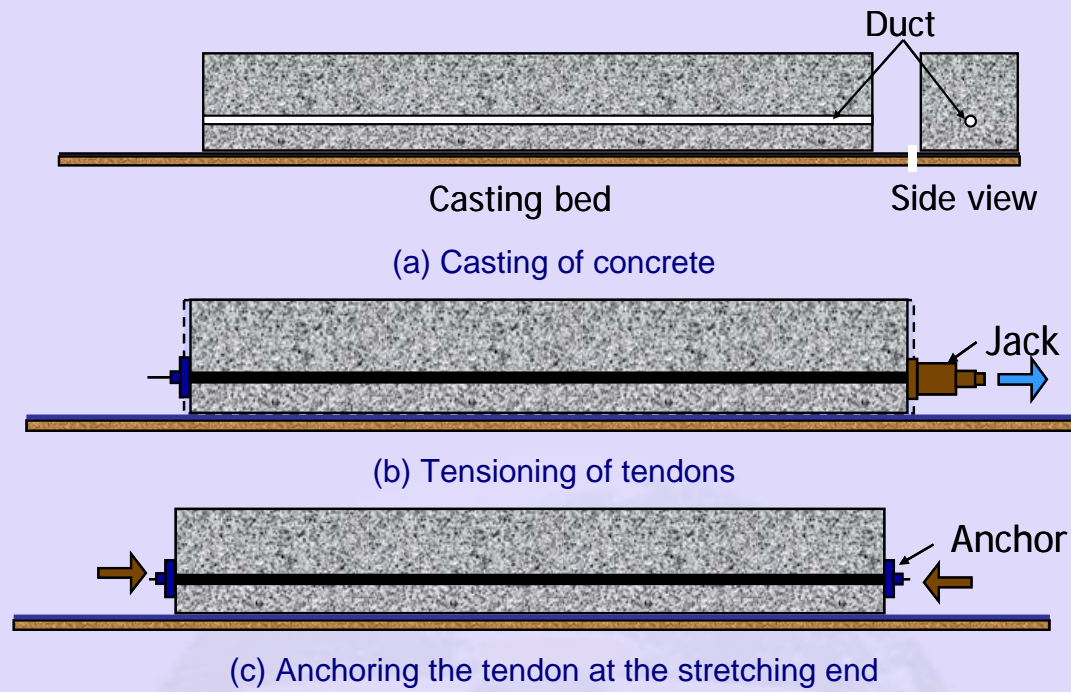 Duct
Casting bed
Side view
(a) Casting of concrete
Jack
(b) Tensioning of tendons
Anchor
(c) Anchoring the tendon at the stretching end